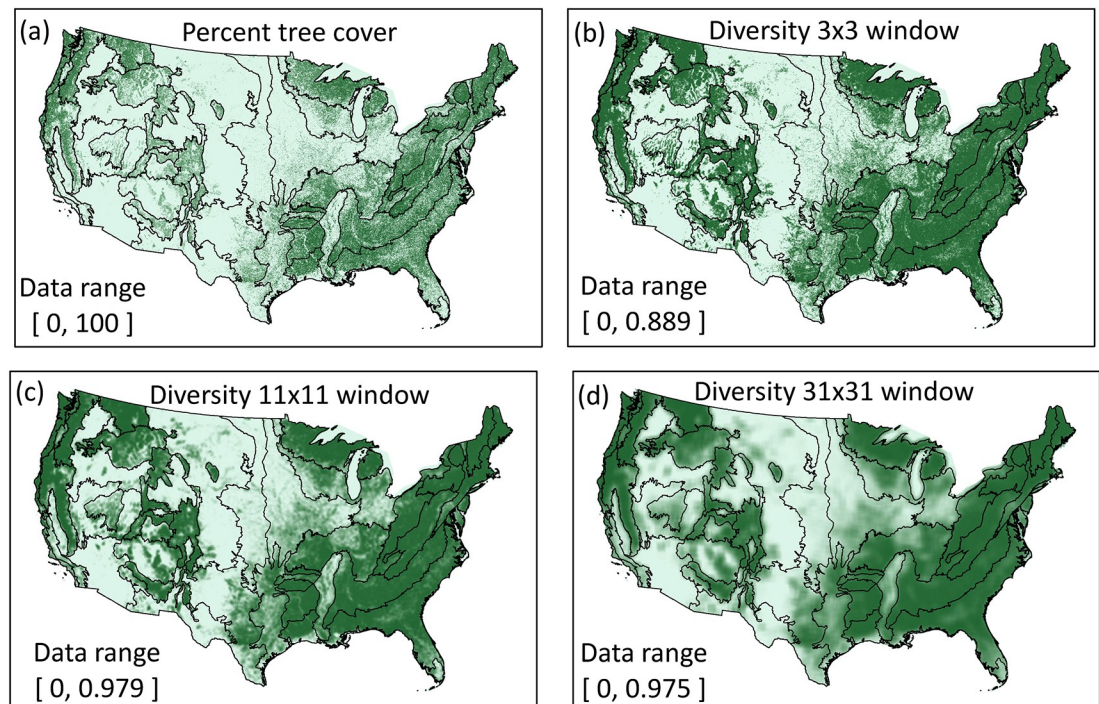 (a) Percent tree cover
Data range
[ 0, 100 ]
(b) Diversity 3x3 window
Data range
[ 0, 0.889 ]
(c) Diversity 11x11 window
Data range
[ 0, 0.979 ]
(d) Diversity 31x31 window
Data range
[ 0, 0.975 ]